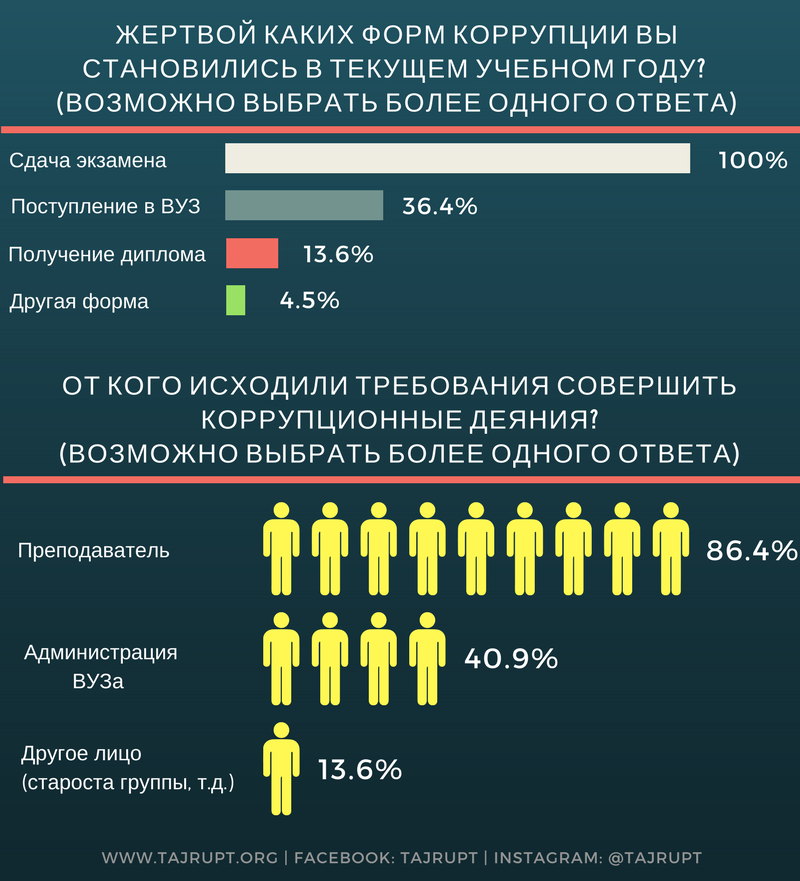 ЖЕРТВОЙ КАКИХ ФОРМ КОРРУПЦИИ ВЫ
СТАНОВИЛИСЬ В ТЕКУЩЕМ УЧЕБНОМ ГОДУ?
(ВОЗМОЖНО ВЫБРАТЬ БОЛЕЕ ОДНОГО ОТВЕТА)
Сдача экзамена 100%
Поступление в ВУЗ 36.4%
Получение диплома 13.6%
Другая форма 4.5%
ОТ КОГО ИСХОДИЛИ ТРЕБОВАНИЯ СОВЕРШИТЬ
КОРРУПЦИОННЫЕ ДЕЯНИЯ?
(ВОЗМОЖНО ВЫБРАТЬ БОЛЕЕ ОДНОГО ОТВЕТА)
Преподаватель 86.4%
Администрация
ВУЗа
40.9%
Другое лицо
(староста группы, т.д.)
13.6%
WWW.TAJRUPT.ORG | FACEBOOK: TAJRUPT | INSTAGRAM: @TAJRUPT